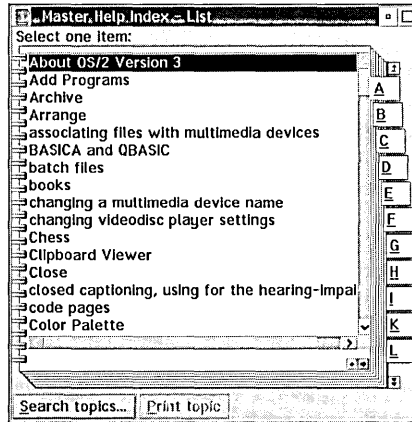 Master Help Index - List
Select one item:
About OS/2 Version 3
Add Programs
Archive
Arrange
associating files with multimedia devices
BASICA and QBASIC
batch files
books
changing a multimedia device name
changing videodisc player settings
Chess
Clipboard Viewer
Close
closed captioning, using for the hearing-impai
code pages
Color Palette
A
B
C
D
E
F
G
H
I
K
L
Search topics... Print topic